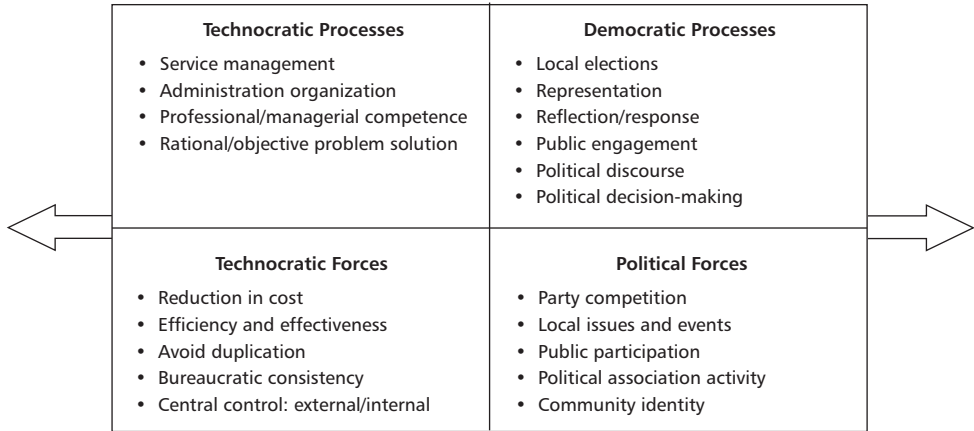 Technocratic Processes
• Service management
• Administration organization
• Professional/managerial competence
• Rational/objective problem solution
Democratic Processes
• Local elections
• Representation
• Reflection/response
• Public engagement
• Political discourse
• Political decision-making
Technocratic Forces
• Reduction in cost
• Efficiency and effectiveness
• Avoid duplication
• Bureaucratic consistency
• Central control: external/internal
Political Forces
• Party competition
• Local issues and events
• Public participation
• Political association activity
• Community identity